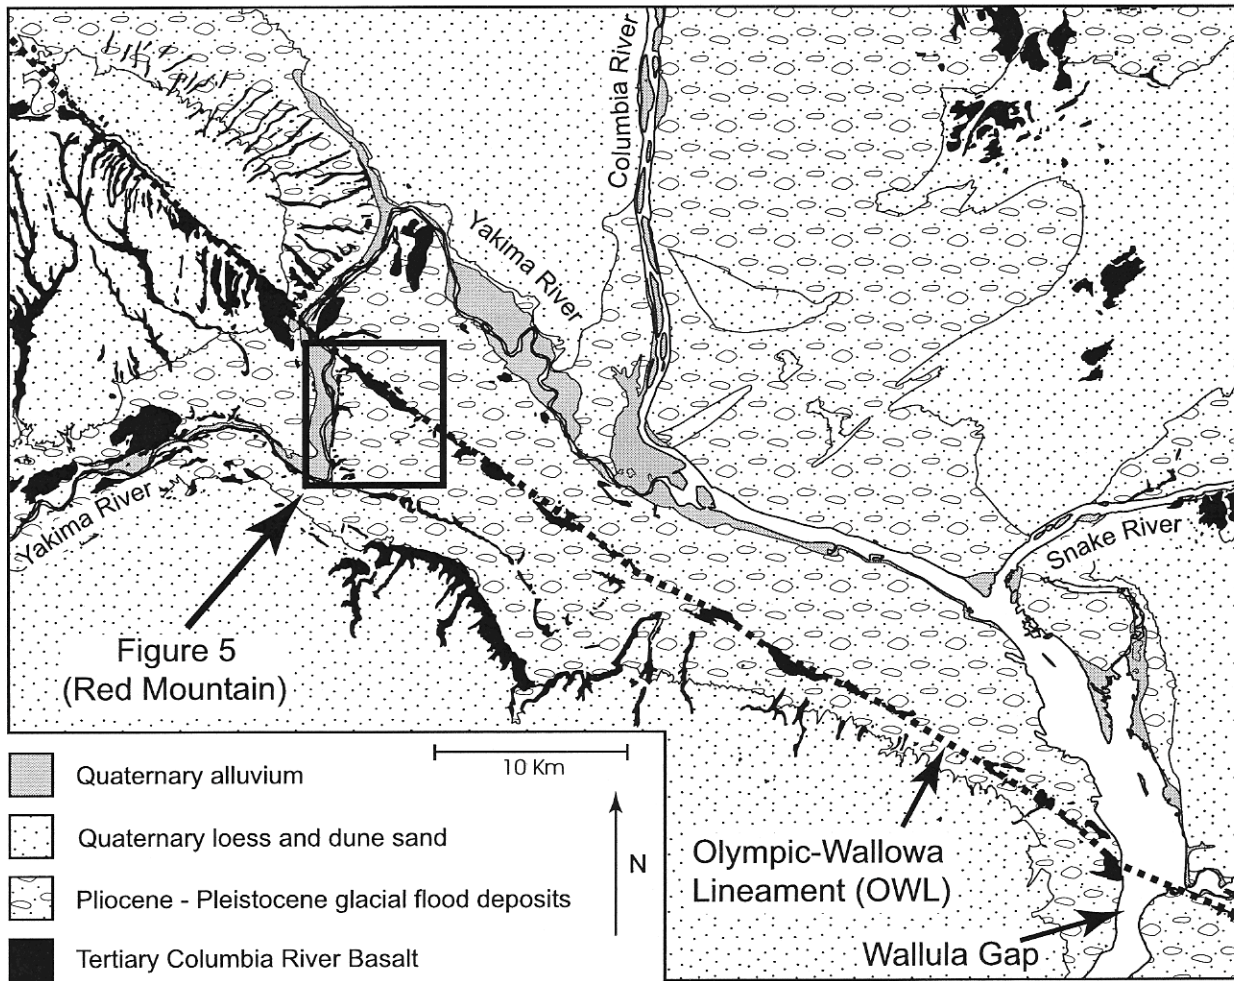 Columbia River
Yakima River
Yakima River
Snake River
Figure 5
(Red Mountain)
10 Km
N
Olympic-Wallowa
Lineament (OWL)
Wallula Gap
Quaternary alluvium
Quaternary loess and dune sand
Pliocene - Pleistocene glacial flood deposits
Tertiary Columbia River Basalt